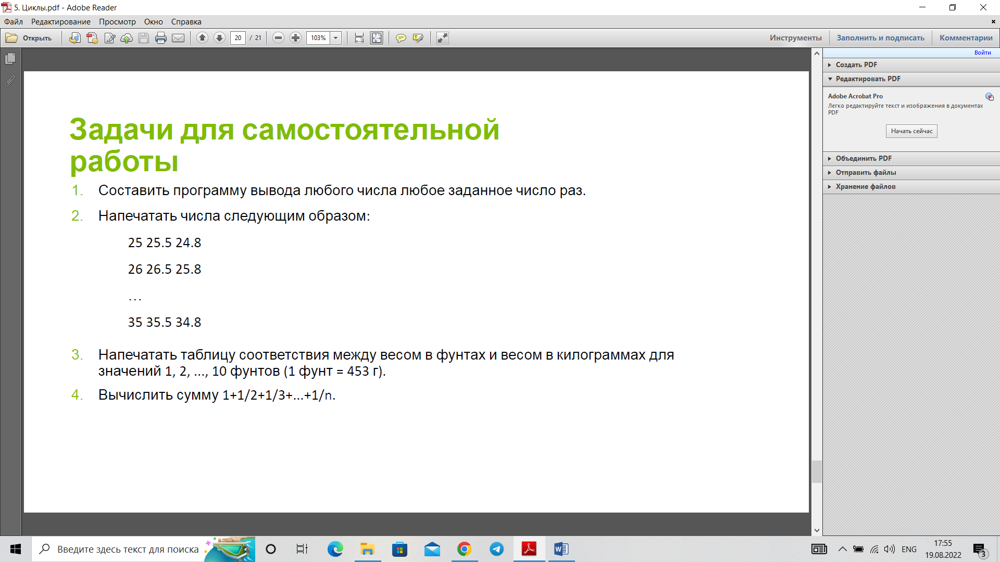 5. Циклы.pdf - Adobe Reader
Файл Редактирование Просмотр Окно Справка
Открыть 20 / 21 103% Инструменты Заполнить и подписать Комментарии
Войти
Создать PDF
Редактировать PDF
Adobe Acrobat Pro
Легко редактируйте текст и изображения в документах
PDF
Начать сейчас
Объединить PDF
Отправить файлы
Хранение файлов
Задачи для самостоятельной
работы
1. Составить программу вывода любого числа любое заданное число раз.
2. Напечатать числа следующим образом:
25 25.5 24.8
26 26.5 25.8
…
35 35.5 34.8
3. Напечатать таблицу соответствия между весом в фунтах и весом в килограммах для
значений 1, 2, ..., 10 фунтов (1 фунт = 453 г).
4. Вычислить сумму 1+1/2+1/3+...+1/n.
Введите здесь текст для поиска
ENG
17:55
19.08.2022
3